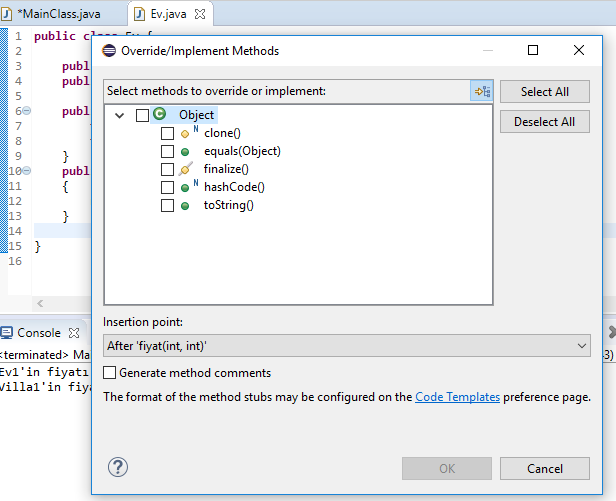 *MainClass.java
Ev.java
1 public class Ev {
2
3 publ
4 publ
5
6 publ
7
8
9 }
10 publ
11 {
12
13 }
14
15 }
16
Override/Implement Methods
Select methods to override or implement:
Select All
Deselect All
Object
clone()
equals(Object)
finalize()
hashCode()
toString()
Insertion point:
After 'fiyat(int, int)'
Generate method comments
The format of the method stubs may be configured on the Code Templates preference page.
OK
Cancel
Console
<terminated> Ma
Ev1'in fiyatı
Villa1'in fiya